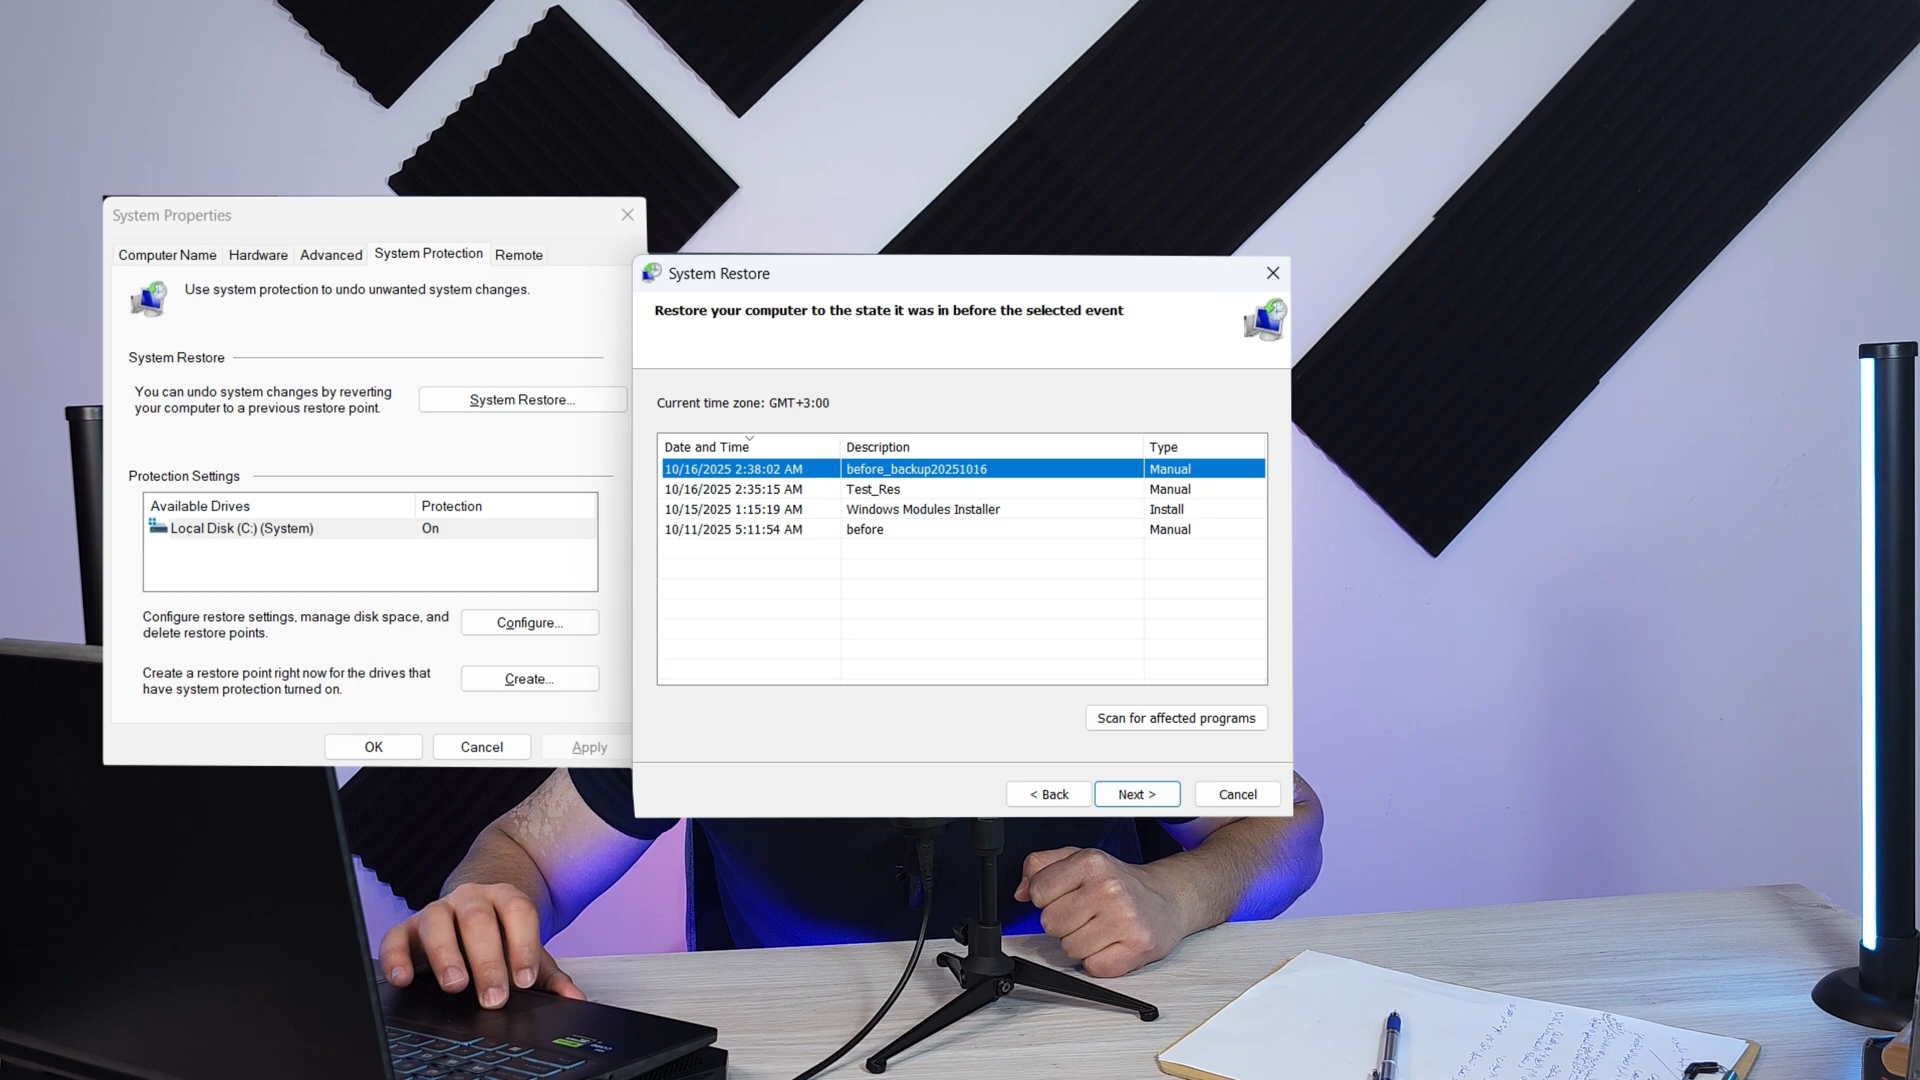 System Properties
Computer Name Hardware Advanced System Protection Remote
Use system protection to undo unwanted system changes.
System Restore
You can undo system changes by reverting
your computer to a previous restore point.
System Restore...
Protection Settings
Available Drives Protection
Local Disk (C:) (System) On
Configure restore settings, manage disk space, and
delete restore points.
Configure...
Create a restore point right now for the drives that
have system protection turned on.
Create...
OK Cancel Apply
System Restore
Restore your computer to the state it was in before the selected event
Current time zone: GMT+3:00
Date and Time Description Type
10/16/2025 2:38:02 AM before_backup20251016 Manual
10/16/2025 2:35:15 AM Test_Res Manual
10/15/2025 1:15:19 AM Windows Modules Installer Install
10/11/2025 5:11:54 AM before Manual
Scan for affected programs
< Back Next > Cancel